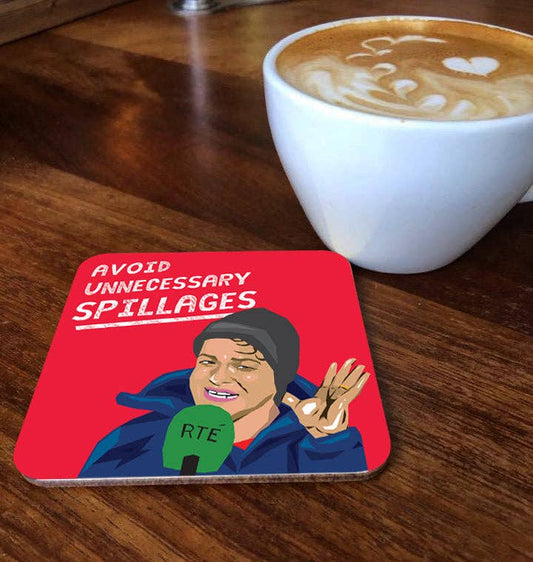 AVOID
UNNECESSARY
SPILLAGES
RTÉ